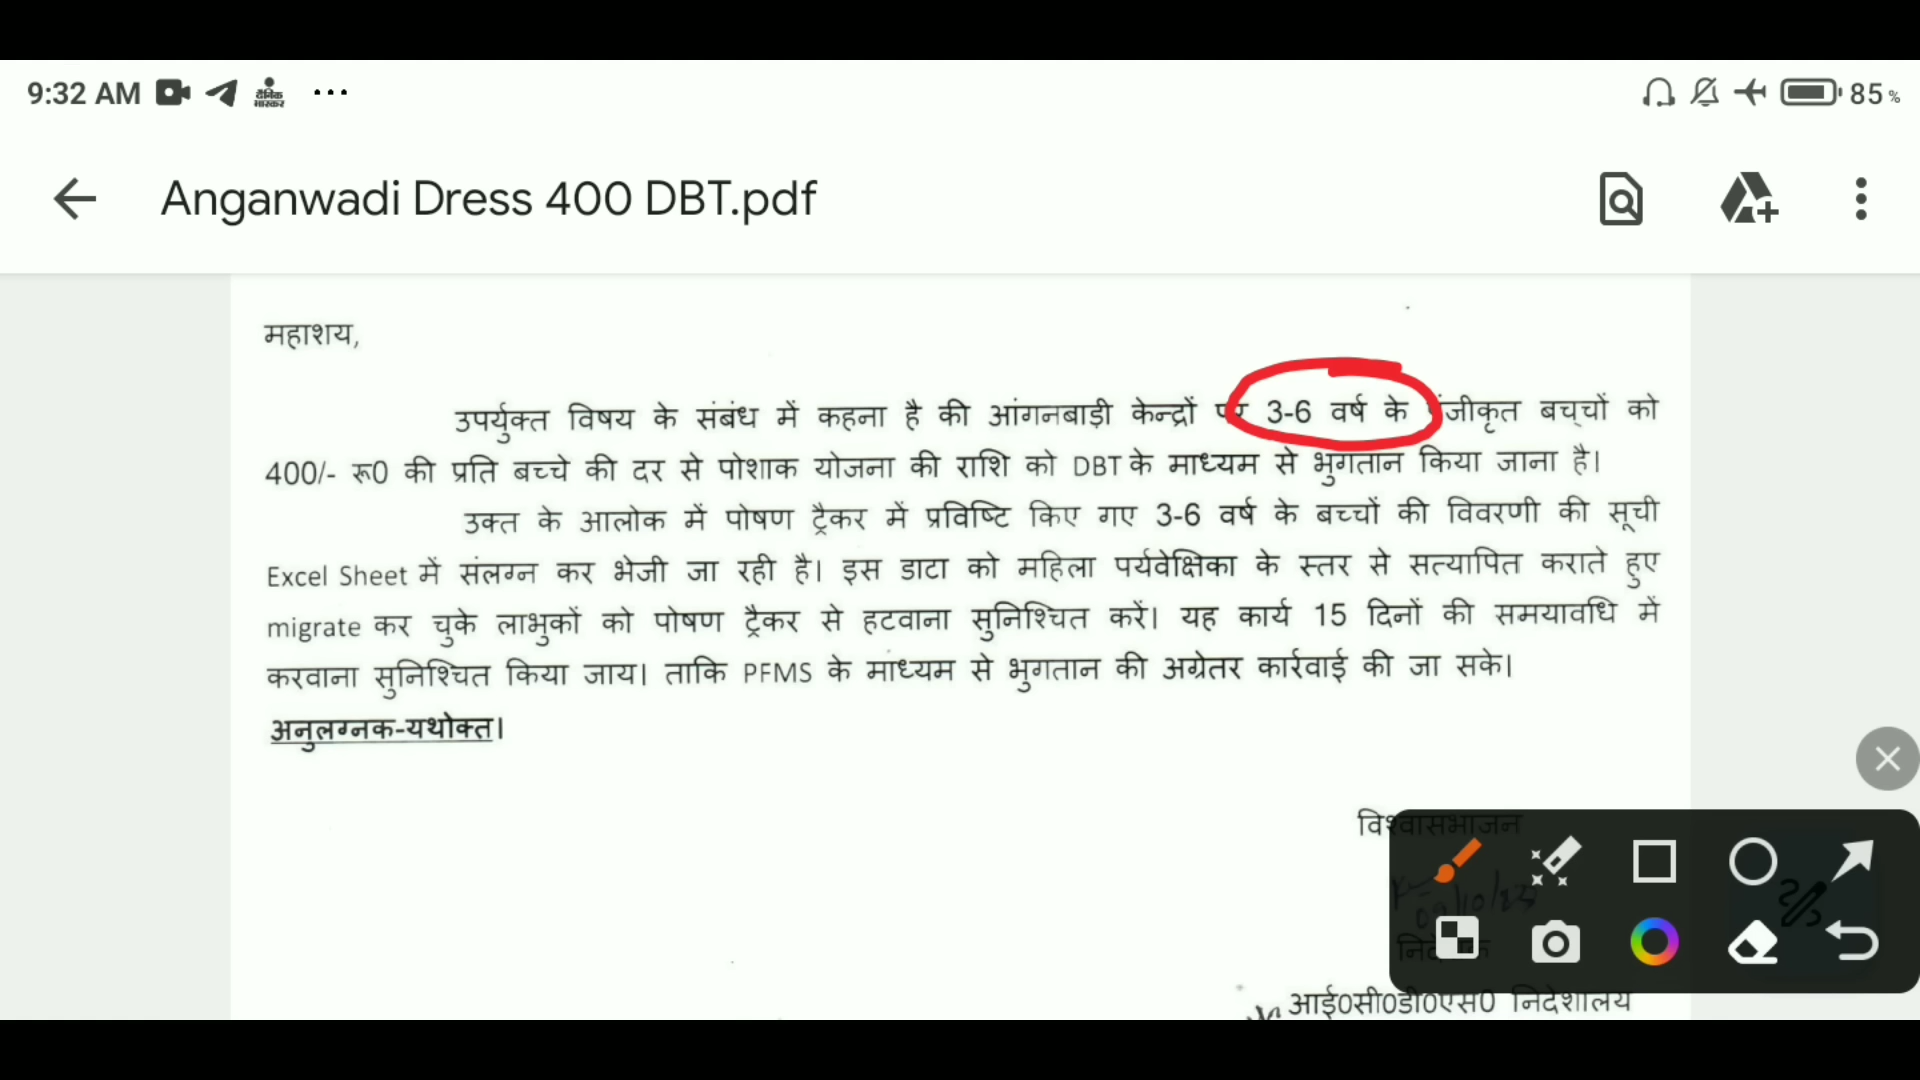 9:32 AM दैनिक भास्कर ... 85%
Anganwadi Dress 400 DBT.pdf
महाशय,
उपर्युक्त विषय के संबंध में कहना है की आंगनबाड़ी केन्द्रों पर 3-6 वर्ष के पंजीकृत बच्चों को
400/- रू0 की प्रति बच्चे की दर से पोशाक योजना की राशि को DBT के माध्यम से भुगतान किया जाना है।
उक्त के आलोक में पोषण ट्रैकर में प्रविष्टि किए गए 3-6 वर्ष के बच्चों की विवरणी की सूची
Excel Sheet में संलग्न कर भेजी जा रही है। इस डाटा को महिला पर्यवेक्षिका के स्तर से सत्यापित कराते हुए
migrate कर चुके लाभुकों को पोषण ट्रैकर से हटवाना सुनिश्चित करें। यह कार्य 15 दिनों की समयावधि में
करवाना सुनिश्चित किया जाय। ताकि PFMS के माध्यम से भुगतान की अग्रेतर कार्रवाई की जा सके।
अनुलग्नक-यथोक्त।
विश्वासभाजन
आई0सी0डी0एस0 निदेशालय